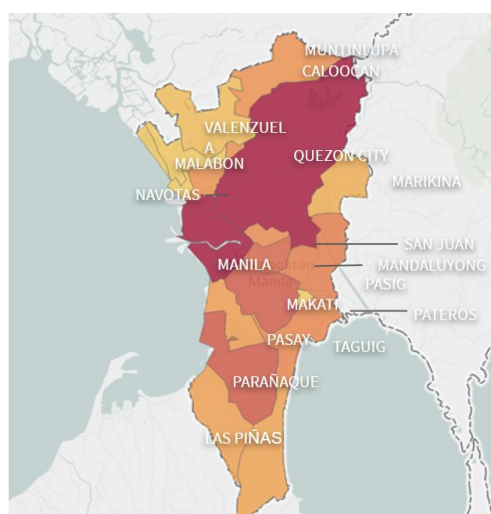 MUNTINLUPA
CALOOCAN
VALENZUEL
A
MALABON
QUEZON CITY
MARIKINA
NAVOTAS
SAN JUAN
MANILA
MANDALUYONG
Manila
PASIG
MAKATI
PATEROS
PASAY
TAGUIG
PARAÑAQUE
LAS PIÑAS